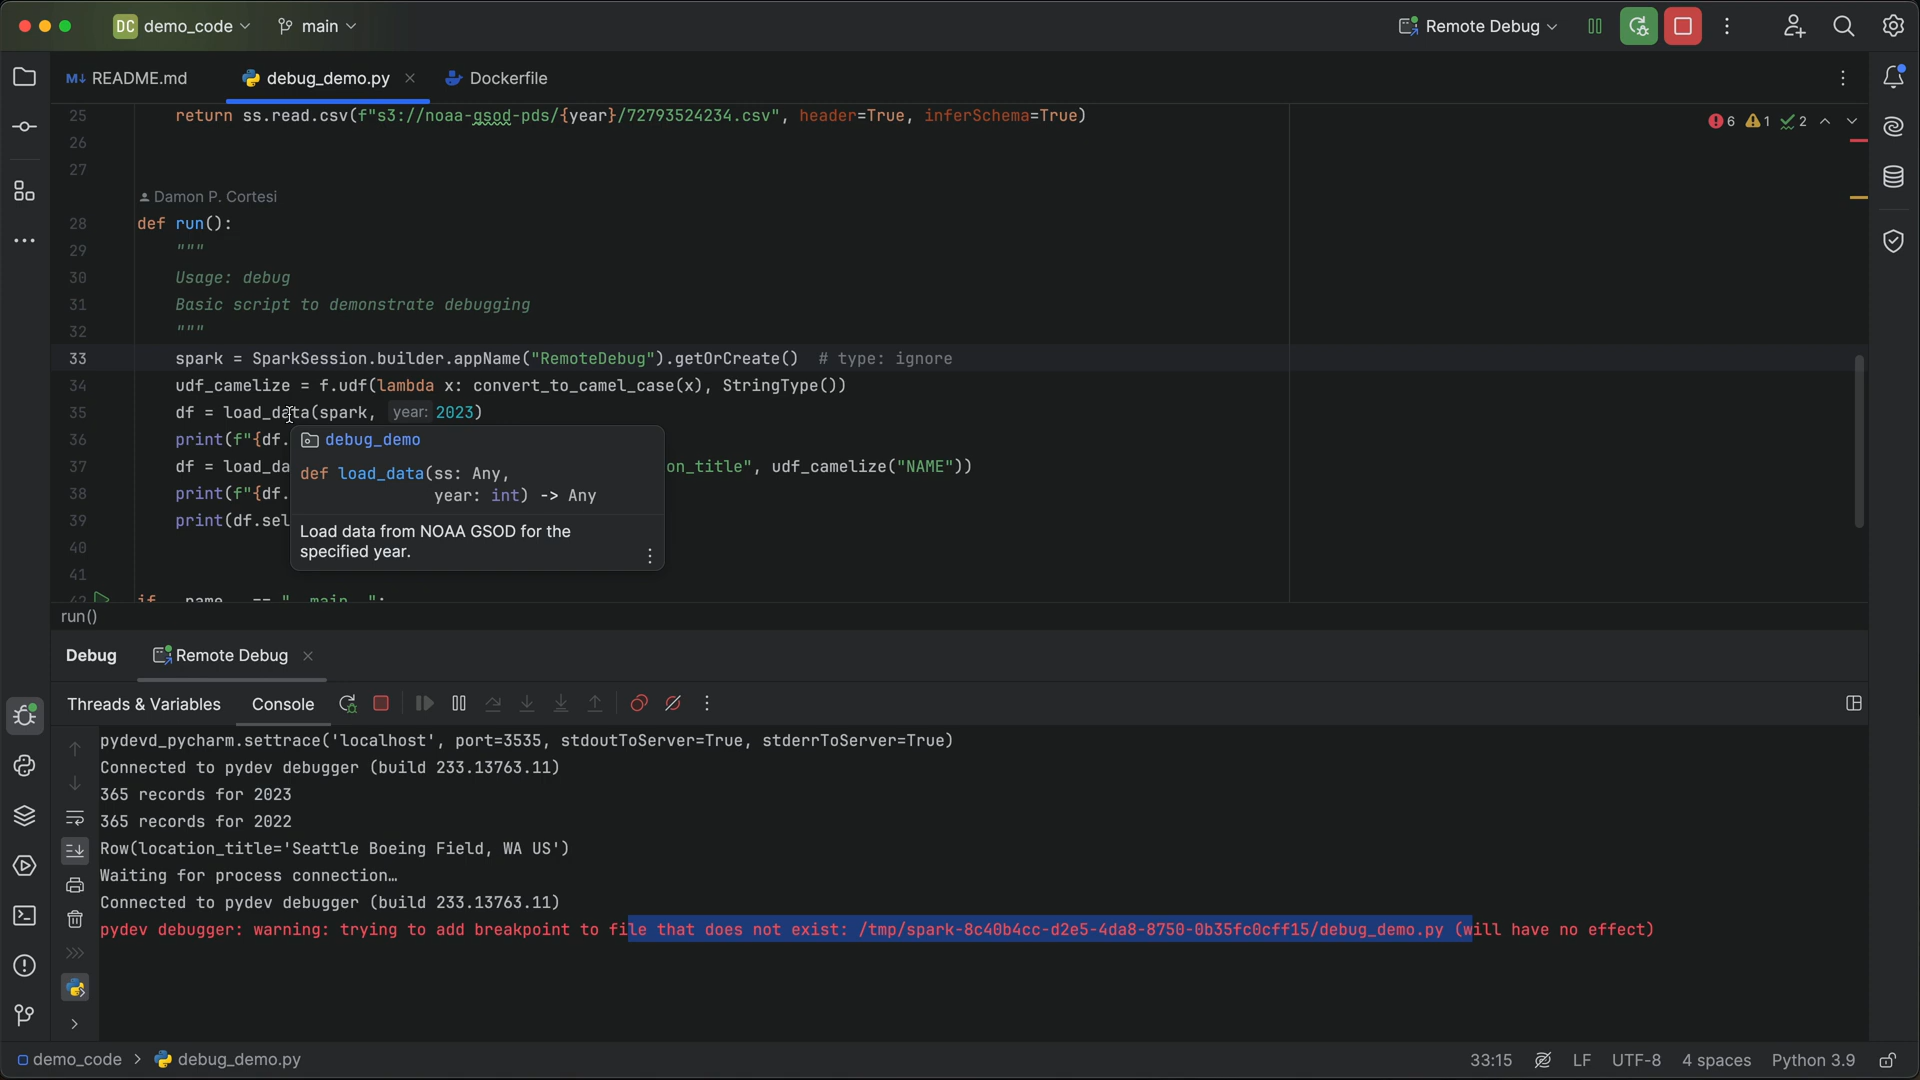 DC demo_code main Remote Debug
README.md debug_demo.py Dockerfile
25 return ss.read.csv(f"s3://noaa-gsod-pds/{year}/72793524234.csv", header=True, inferSchema=True)
6 1 2
26
27
Damon P. Cortesi
28 def run():
29 """
30 Usage: debug
31 Basic script to demonstrate debugging
32 """
33 spark = SparkSession.builder.appName("RemoteDebug").getOrCreate() # type: ignore
34 udf_camelize = f.udf(lambda x: convert_to_camel_case(x), StringType())
35 df = load_data(spark, year: 2023)
36 print(f"{df.
37 df = load_da on_title", udf_camelize("NAME"))
38 print(f"{df.
39 print(df.sel
40
41
42 if __name__ == "__main__":
debug_demo
def load_data(ss: Any,
year: int) -> Any
Load data from NOAA GSOD for the
specified year.
run()
Debug Remote Debug
Threads & Variables Console
pydevd_pycharm.settrace('localhost', port=3535, stdoutToServer=True, stderrToServer=True)
Connected to pydev debugger (build 233.13763.11)
365 records for 2023
365 records for 2022
Row(location_title='Seattle Boeing Field, WA US')
Waiting for process connection…
Connected to pydev debugger (build 233.13763.11)
pydev debugger: warning: trying to add breakpoint to file that does not exist: /tmp/spark-8c40b4cc-d2e5-4da8-8750-0b35fc0cff15/debug_demo.py (will have no effect)
demo_code > debug_demo.py 33:15 LF UTF-8 4 spaces Python 3.9